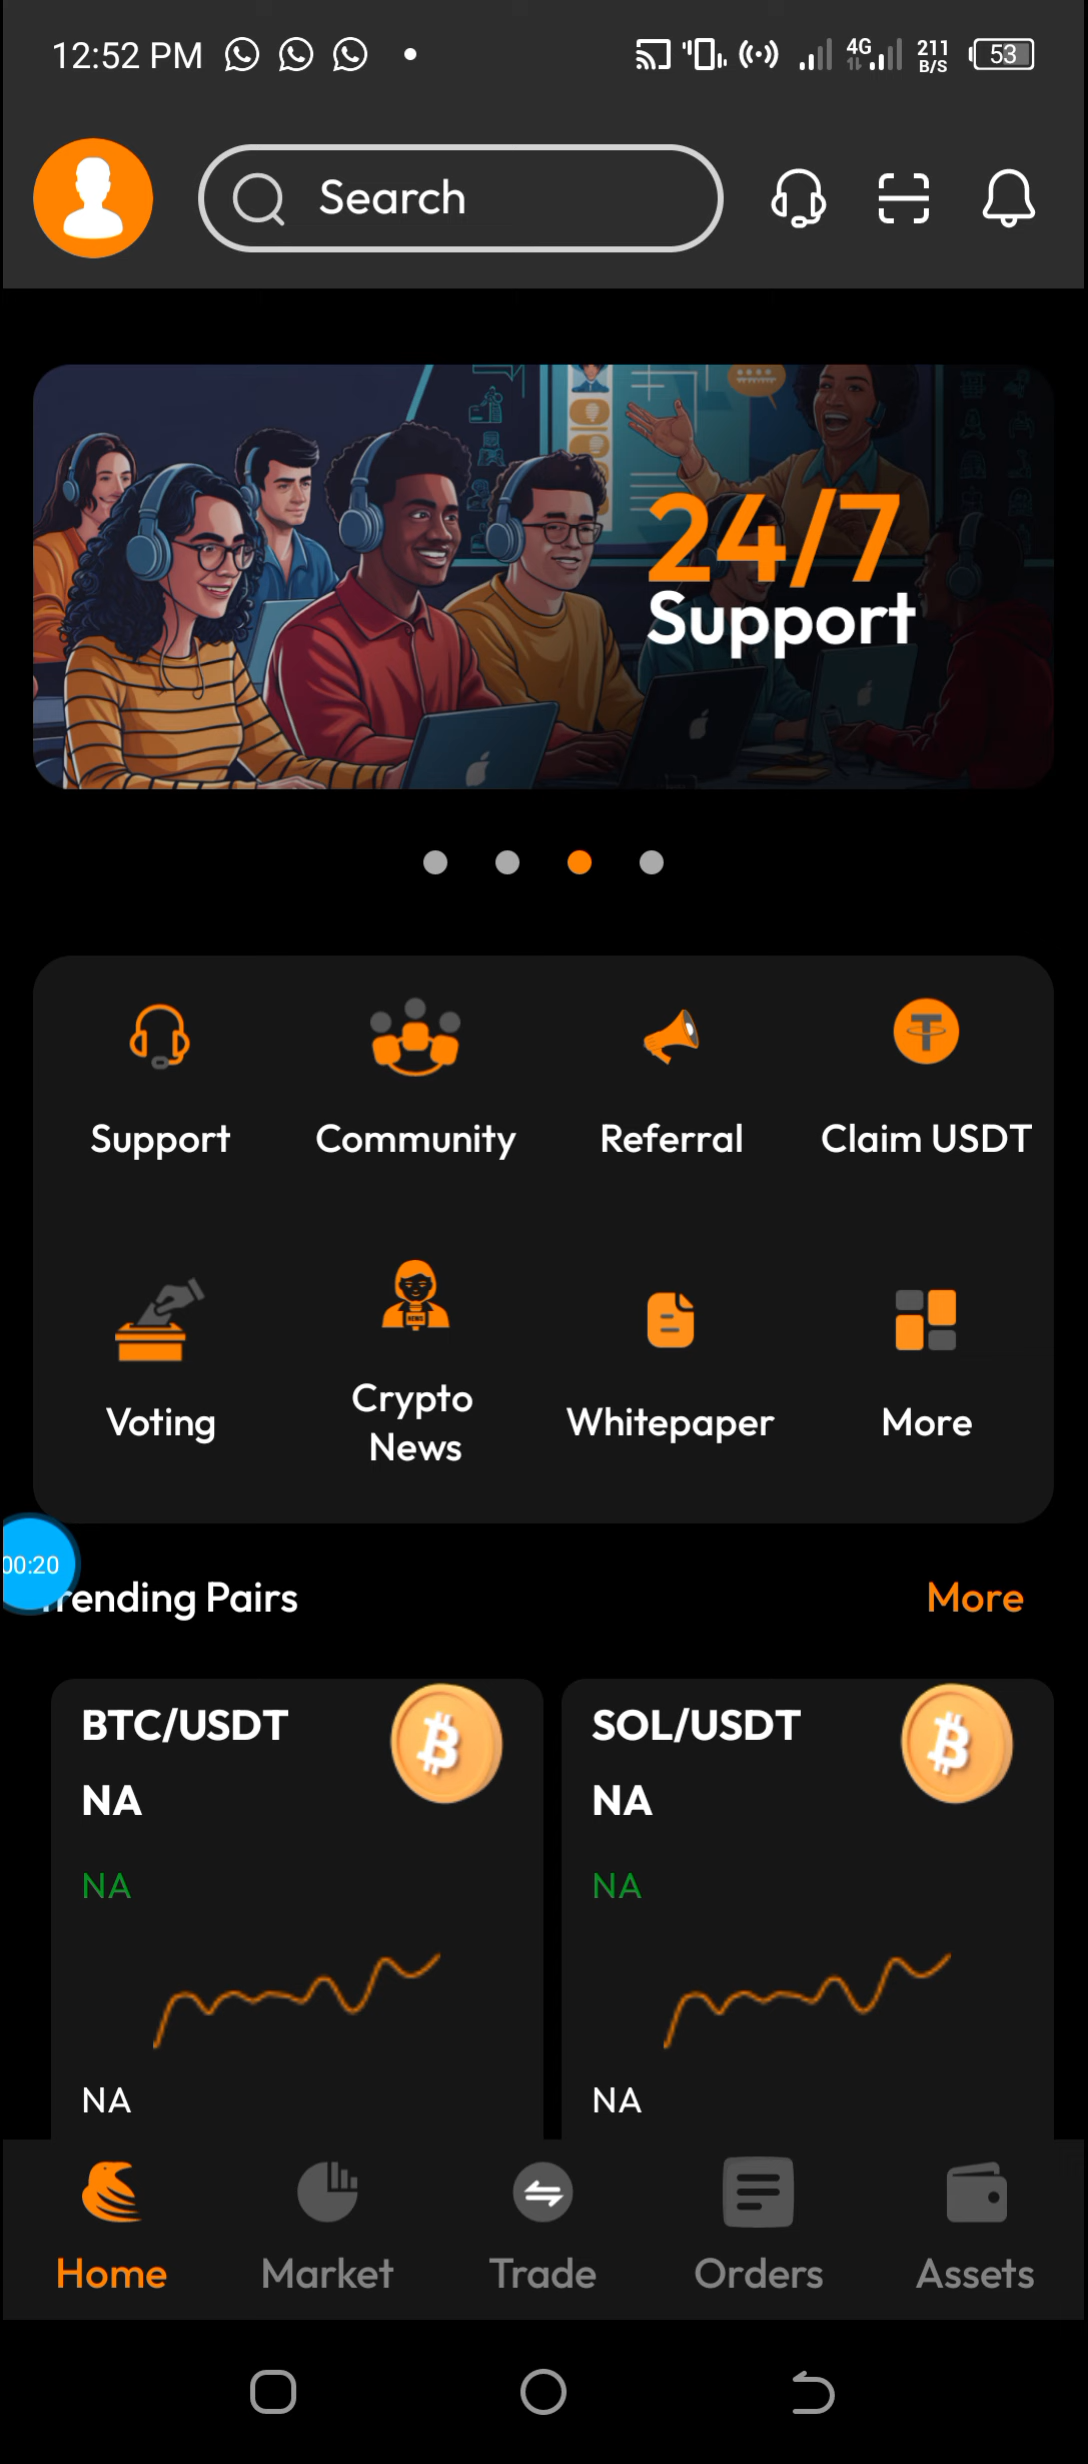 12:52 PM
4G
211
B/S
53
Search
24/7
Support
Support
Community
Referral
Claim USDT
Voting
Crypto
News
Whitepaper
More
00:20
Trending Pairs
More
BTC/USDT
NA
NA
NA
SOL/USDT
NA
NA
NA
Home
Market
Trade
Orders
Assets